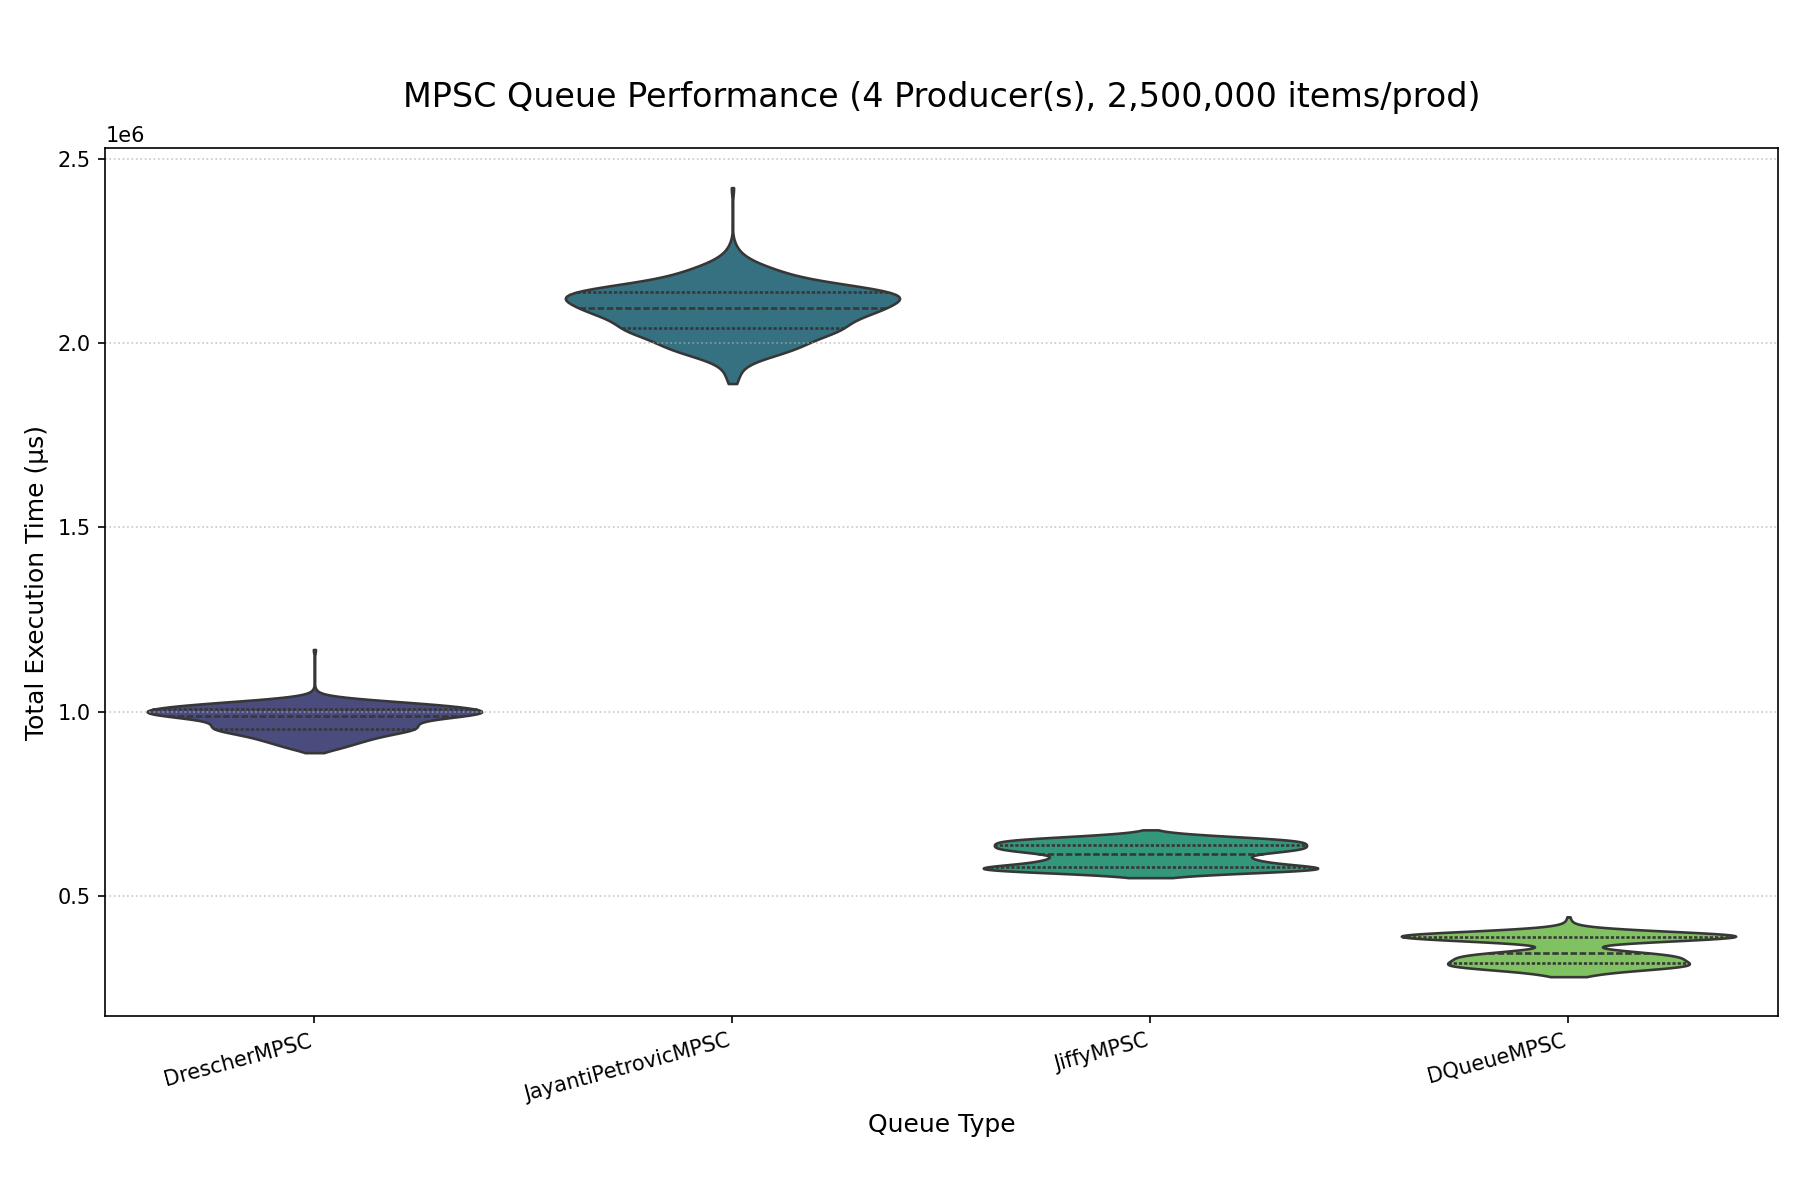 MPSC Queue Performance (4 Producer(s), 2,500,000 items/prod)
1e6
2.5
2.0
1.5
1.0
0.5
Total Execution Time (µs)
DrescherMPSC
JayantiPetrovicMPSC
JiffyMPSC
DQueueMPSC
Queue Type